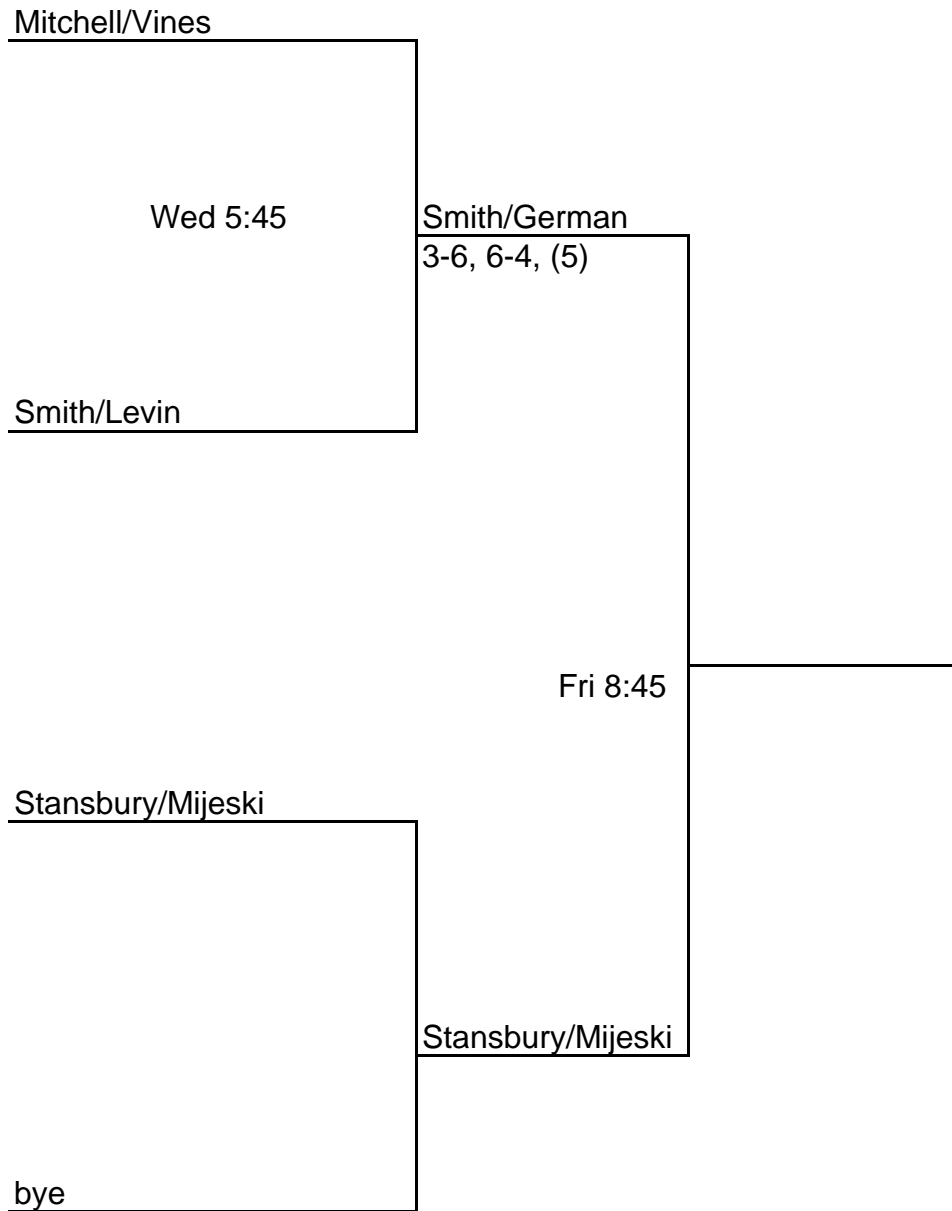 Mitchell/Vines
Wed 5:45
Smith/German
3-6, 6-4, (5)
Smith/Levin
Fri 8:45
Stansbury/Mijeski
Stansbury/Mijeski
bye